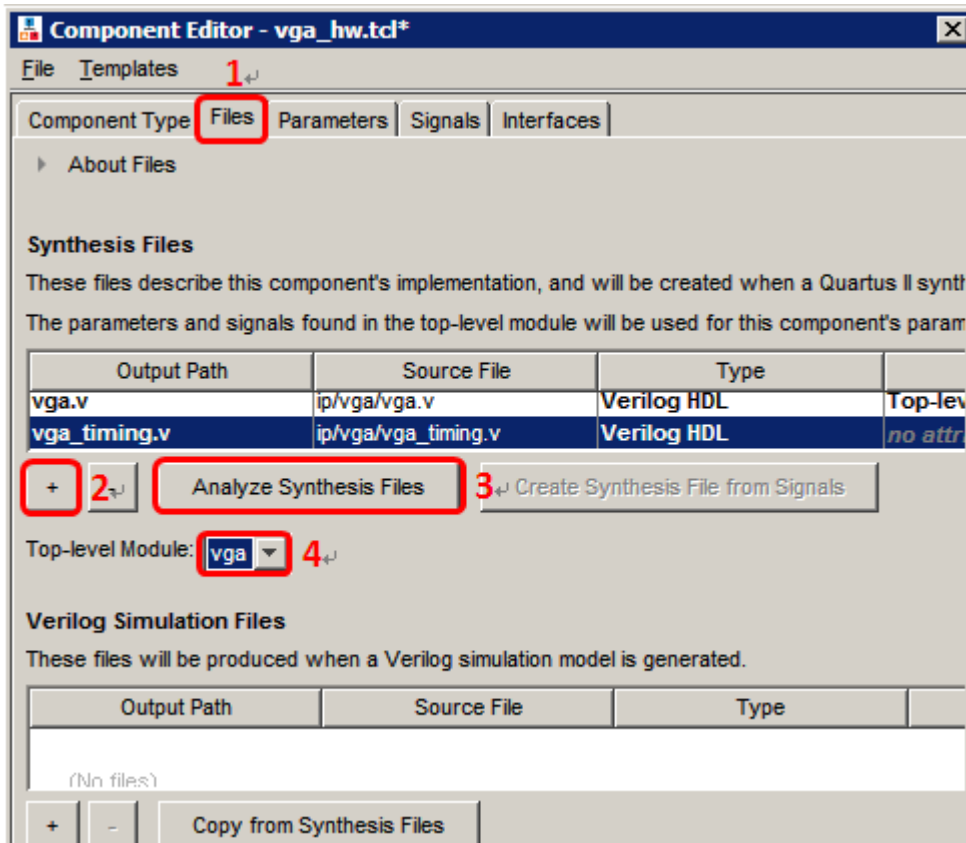 Component Editor - vga_hw.tcl*
File Templates 1
Component Type Files Parameters Signals Interfaces
About Files
Synthesis Files
These files describe this component's implementation, and will be created when a Quartus II synth
The parameters and signals found in the top-level module will be used for this component's param
Output Path Source File Type
vga.v ip/vga/vga.v Verilog HDL Top-lev
vga_timing.v ip/vga/vga_timing.v Verilog HDL no attri
+ 2 Analyze Synthesis Files 3 Create Synthesis File from Signals
Top-level Module: vga 4
Verilog Simulation Files
These files will be produced when a Verilog simulation model is generated.
Output Path Source File Type
(No files)
+ - Copy from Synthesis Files